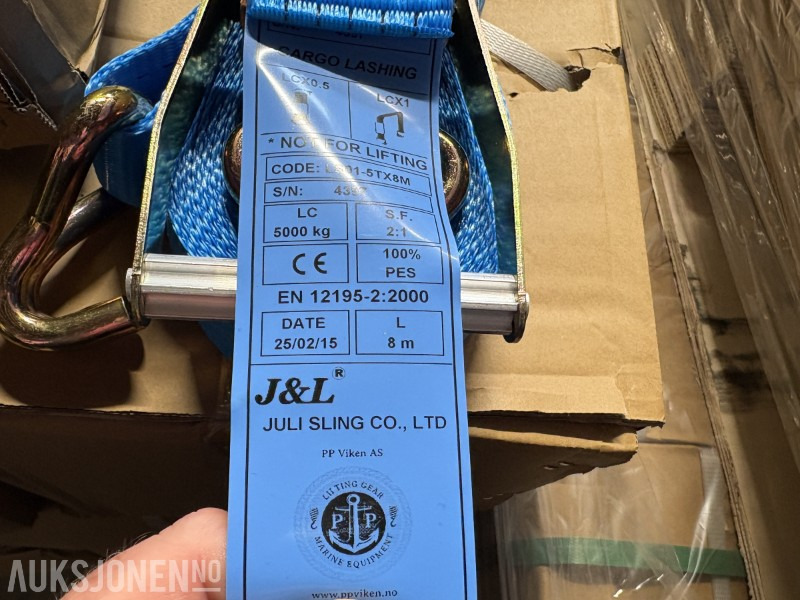 CARGO LASHING
LCX0.5 LCX1
* NOT FOR LIFTING
CODE: -5TX8M
S/N:
LC S.F.
5000 kg 2:1
CE 100%
PES
EN 12195-2:2000
DATE L
25/02/15 8 m
J&L ®
JULI SLING CO., LTD
PP Viken AS
LIFTING GEAR
P P
MARINE EQUIPMENT
www.ppviken.no
AUKSJONEN.NO